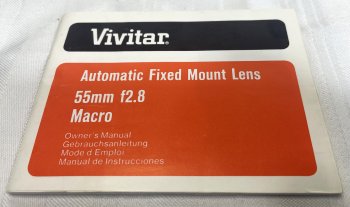 Vivitar®
Automatic Fixed Mount Lens
55mm f2.8
Macro
Owner's Manual
Gebrauchsanleitung
Mode d'Emploi
Manual de Instrucciones